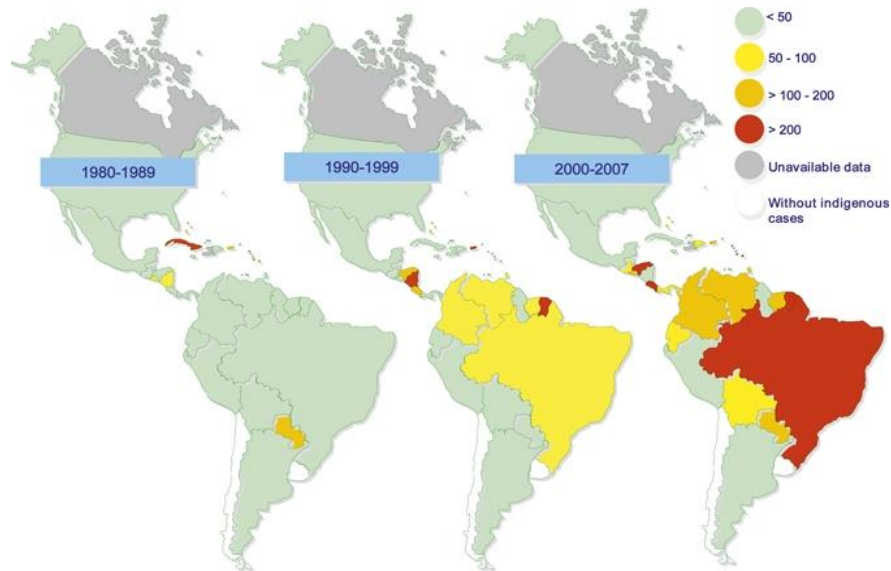 < 50
50 - 100
> 100 - 200
> 200
Unavailable data
Without indigenous
cases
1980-1989
1990-1999
2000-2007